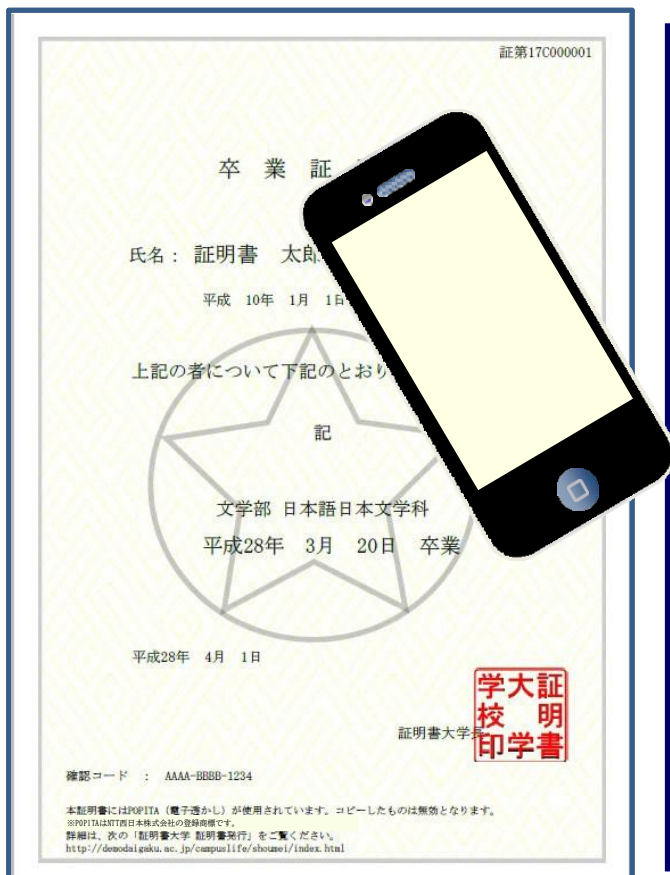 証第17C000001
卒 業 証
氏名： 証明書 太郎
平成 10年 1月 1日
上記の者について下記のとおり
記
文学部 日本語日本文学科
平成28年 3月 20日 卒業
平成28年 4月 1日
証明書大学長
学大証
校 明
印学書
確認コード ： AAAA-BBBB-1234
本証明書にはPOPITA（電子透かし）が使用されています。コピーしたものは無効となります。
※POPITAはNTT西日本株式会社の登録商標です。
詳細は、次の「証明書大学 証明書発行」をご覧ください。
http://demodaigaku.ac.jp/campuslife/shoumei/index.html